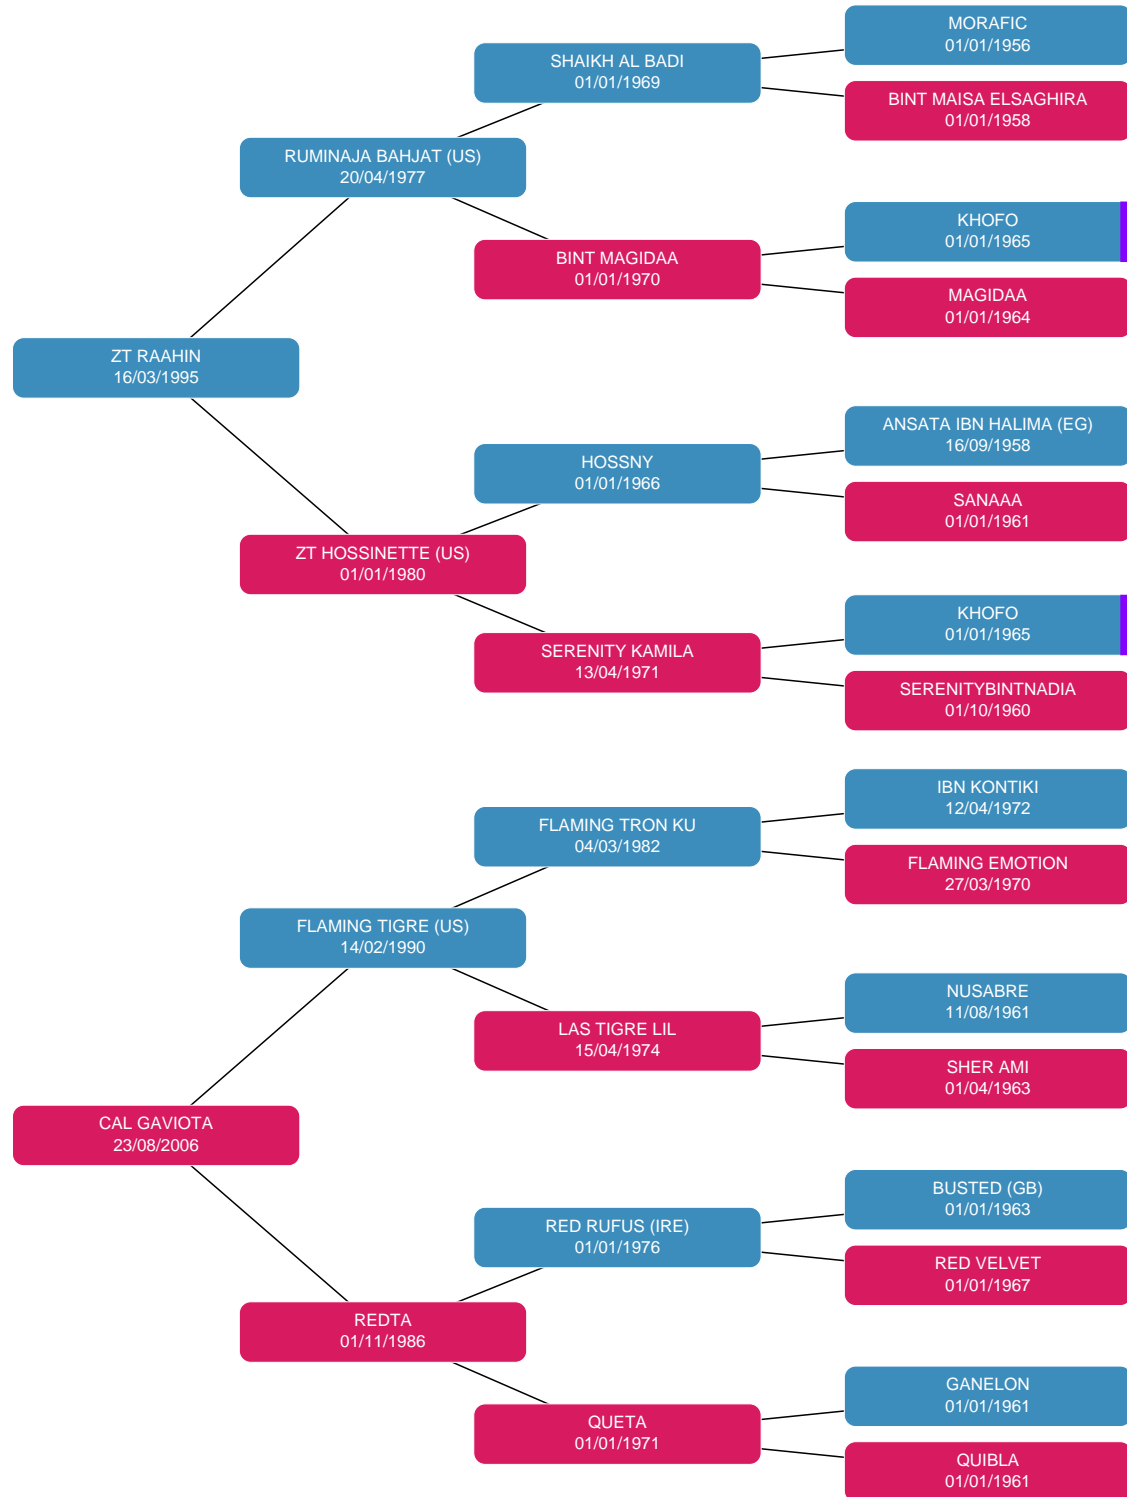 MORAFIC
01/01/1956
SHAIKH AL BADI
01/01/1969
BINT MAISA ELSAGHIRA
01/01/1958
RUMINAJA BAHJAT (US)
20/04/1977
KHOFO
01/01/1965
BINT MAGIDAA
01/01/1970
MAGIDAA
01/01/1964
ZT RAAHIN
16/03/1995
ANSATA IBN HALIMA (EG)
16/09/1958
HOSSNY
01/01/1966
SANAAA
01/01/1961
ZT HOSSINETTE (US)
01/01/1980
KHOFO
01/01/1965
SERENITY KAMILA
13/04/1971
SERENITYBINTNADIA
01/10/1960
IBN KONTIKI
12/04/1972
FLAMING TRON KU
04/03/1982
FLAMING EMOTION
27/03/1970
FLAMING TIGRE (US)
14/02/1990
NUSABRE
11/08/1961
LAS TIGRE LIL
15/04/1974
SHER AMI
01/04/1963
CAL GAVIOTA
23/08/2006
BUSTED (GB)
01/01/1963
RED RUFUS (IRE)
01/01/1976
RED VELVET
01/01/1967
REDTA
01/11/1986
GANELON
01/01/1961
QUETA
01/01/1971
QUIBLA
01/01/1961